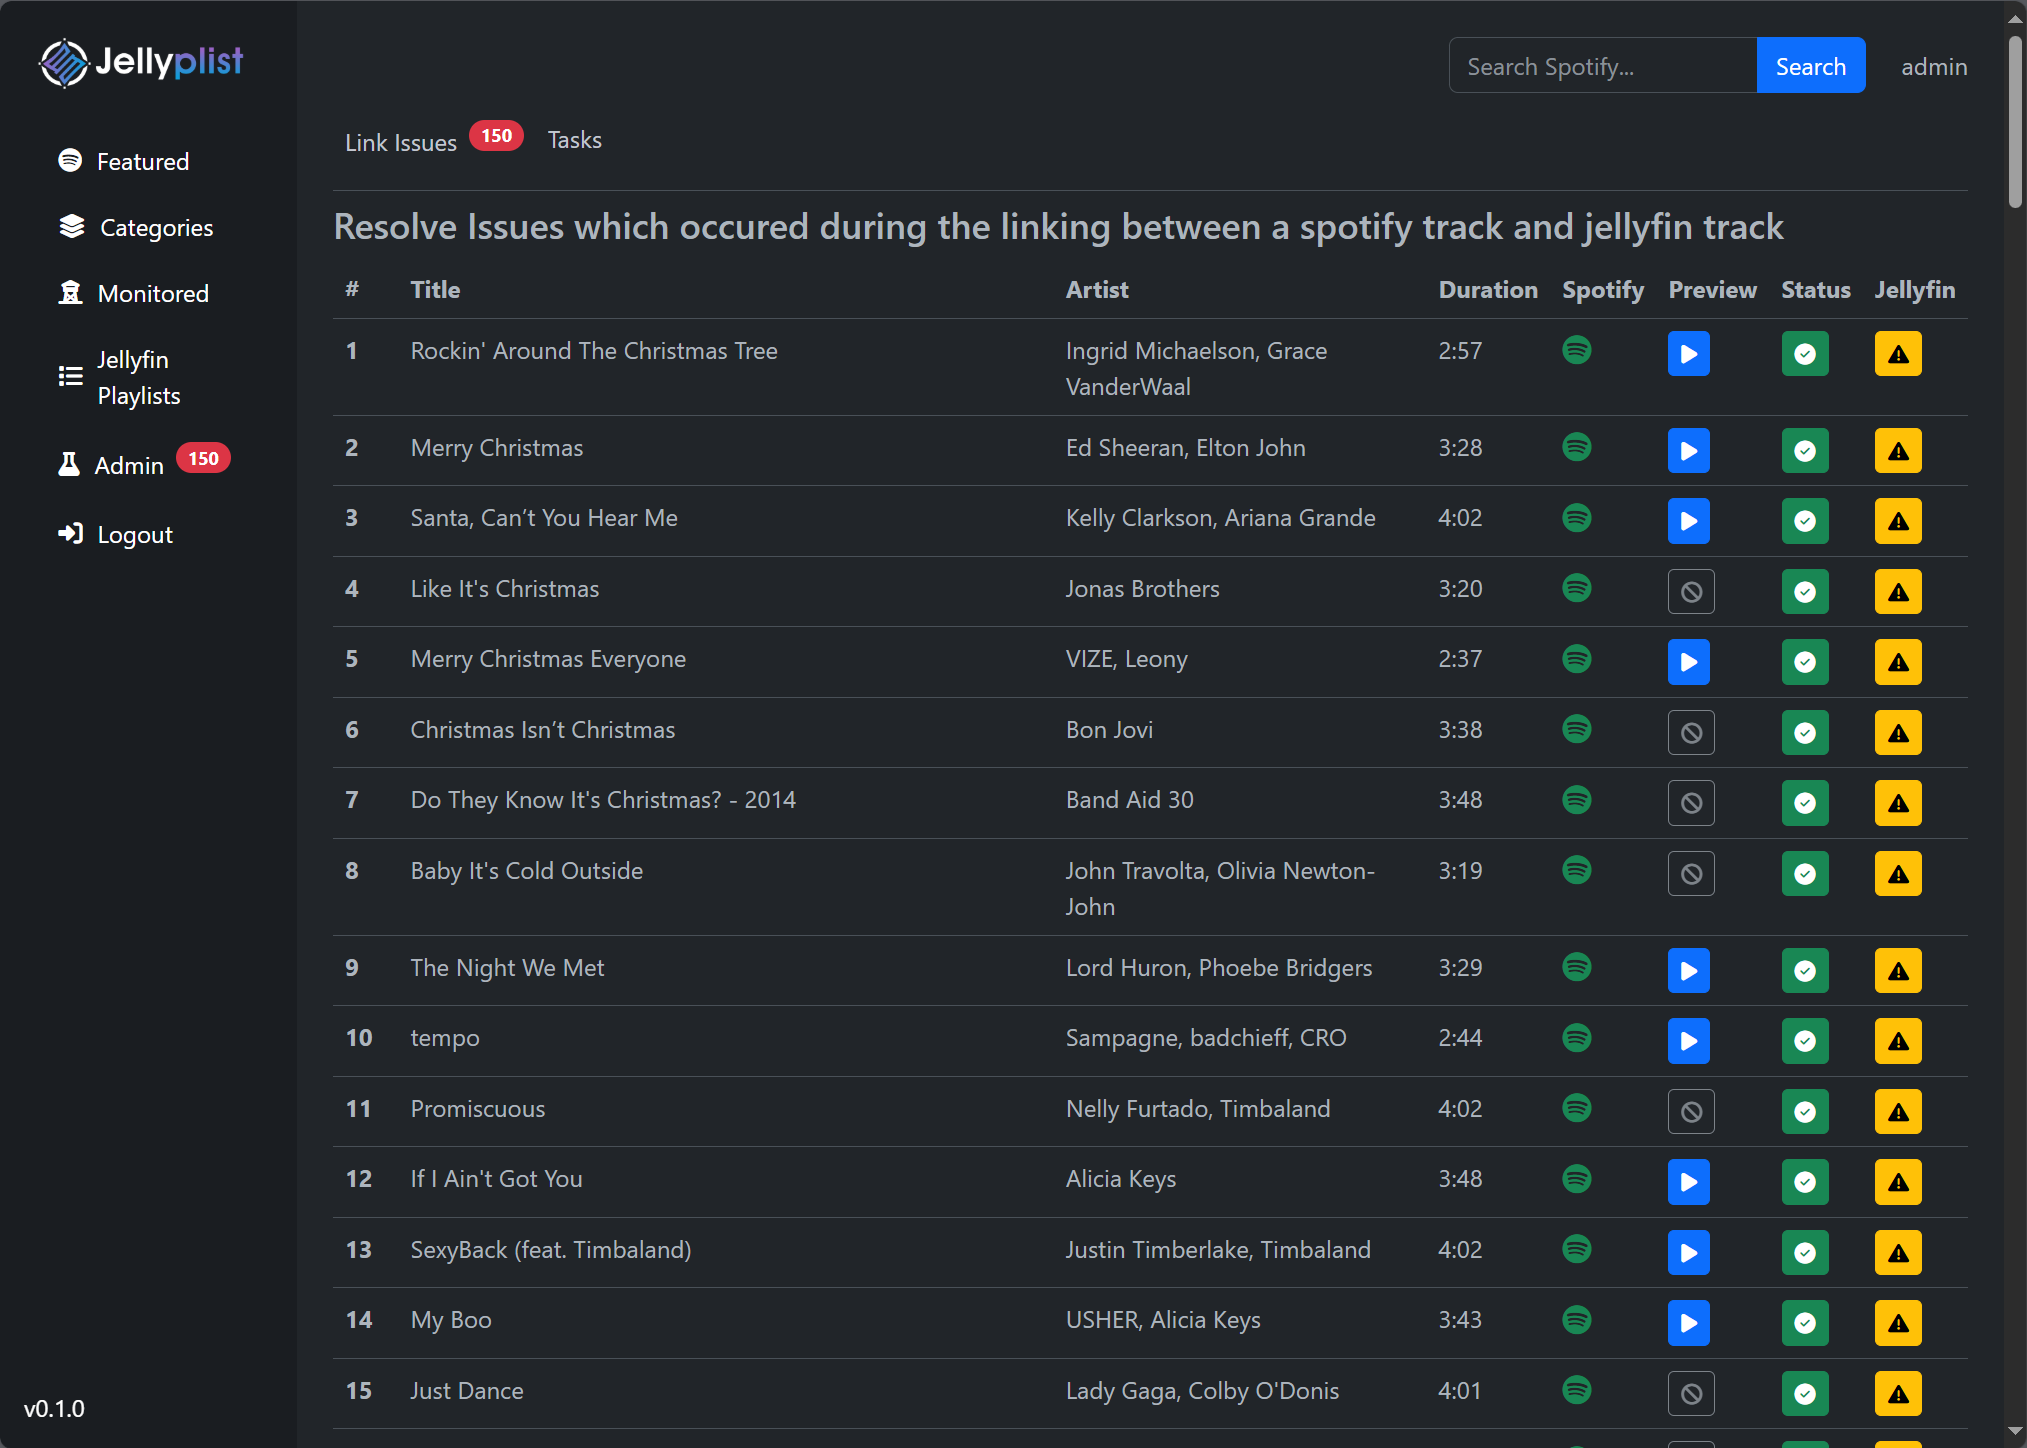 Jellyplist
Search Spotify...
Search
admin
Featured
Categories
Monitored
Jellyfin
Playlists
Admin 150
Logout
v0.1.0
Link Issues 150 Tasks
Resolve Issues which occured during the linking between a spotify track and jellyfin track
# Title Artist Duration Spotify Preview Status Jellyfin
1 Rockin' Around The Christmas Tree Ingrid Michaelson, Grace 2:57
VanderWaal
2 Merry Christmas Ed Sheeran, Elton John 3:28
3 Santa, Can’t You Hear Me Kelly Clarkson, Ariana Grande 4:02
4 Like It's Christmas Jonas Brothers 3:20
5 Merry Christmas Everyone VIZE, Leony 2:37
6 Christmas Isn’t Christmas Bon Jovi 3:38
7 Do They Know It's Christmas? - 2014 Band Aid 30 3:48
8 Baby It's Cold Outside John Travolta, Olivia Newton- 3:19
John
9 The Night We Met Lord Huron, Phoebe Bridgers 3:29
10 tempo Sampagne, badchieff, CRO 2:44
11 Promiscuous Nelly Furtado, Timbaland 4:02
12 If I Ain't Got You Alicia Keys 3:48
13 SexyBack (feat. Timbaland) Justin Timberlake, Timbaland 4:02
14 My Boo USHER, Alicia Keys 3:43
15 Just Dance Lady Gaga, Colby O'Donis 4:01